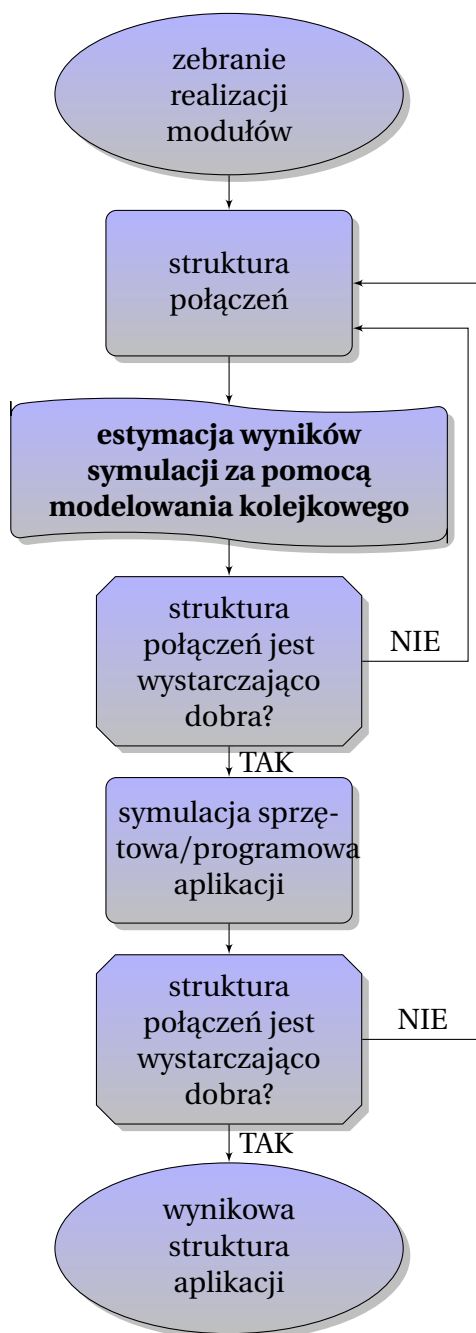 zebranie
realizacji
modułów
struktura
połączeń
estymacja wyników
symulacji za pomocą
modelowania kolejkowego
struktura
połączeń jest
wystarczająco
dobra?
NIE
TAK
symulacja sprzę-
towa/programowa
aplikacji
struktura
połączeń jest
wystarczająco
dobra?
NIE
TAK
wynikowa
struktura
aplikacji